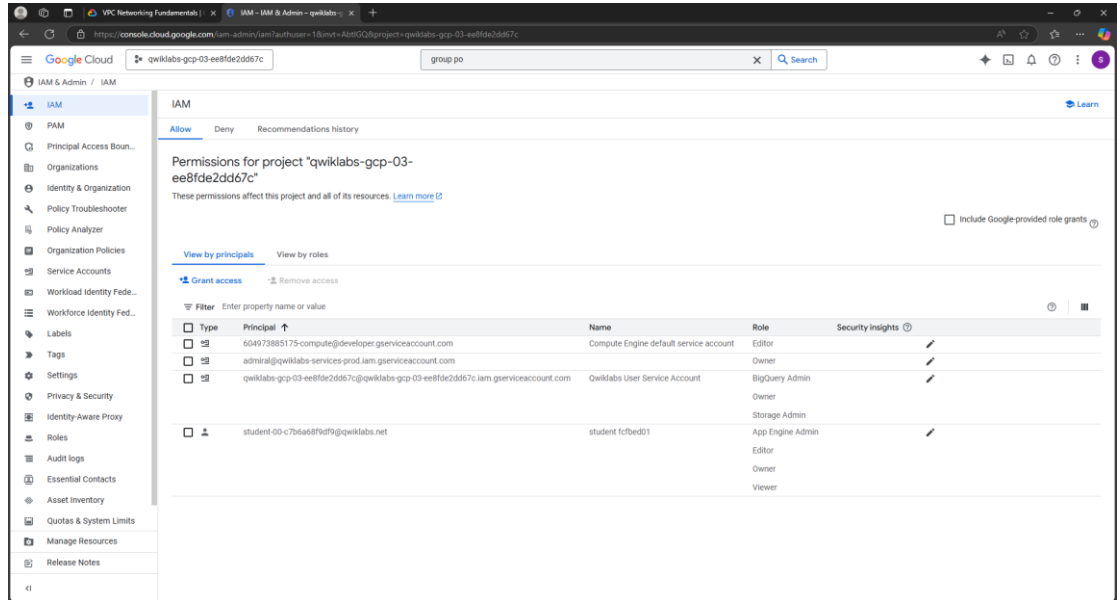 VPC Networking Fundamentals |
IAM – IAM & Admin – qwiklabs-g
https://console.cloud.google.com/iam-admin/iam?authuser=1&invt=AbtIGQ&project=qwiklabs-gcp-03-ee8fde2dd67c
Google Cloud
qwiklabs-gcp-03-ee8fde2dd67c
group po
Search
S
IAM & Admin / IAM
IAM
PAM
Principal Access Boun...
Organizations
Identity & Organization
Policy Troubleshooter
Policy Analyzer
Organization Policies
Service Accounts
Workload Identity Fede...
Workforce Identity Fed...
Labels
Tags
Settings
Privacy & Security
Identity-Aware Proxy
Roles
Audit logs
Essential Contacts
Asset Inventory
Quotas & System Limits
Manage Resources
Release Notes
IAM
Learn
Allow Deny Recommendations history
Permissions for project "qwiklabs-gcp-03-
ee8fde2dd67c"
These permissions affect this project and all of its resources. Learn more
Include Google-provided role grants
View by principals View by roles
Grant access Remove access
Filter Enter property name or value
Type Principal Name Role Security insights
604973885175-compute@developer.gserviceaccount.com Compute Engine default service account Editor
admiral@qwiklabs-services-prod.iam.gserviceaccount.com Owner
qwiklabs-gcp-03-ee8fde2dd67c@qwiklabs-gcp-03-ee8fde2dd67c.iam.gserviceaccount.com Qwiklabs User Service Account BigQuery Admin
Owner
Storage Admin
student-00-c7b6a68f9df9@qwiklabs.net student fcfbed01 App Engine Admin
Editor
Owner
Viewer